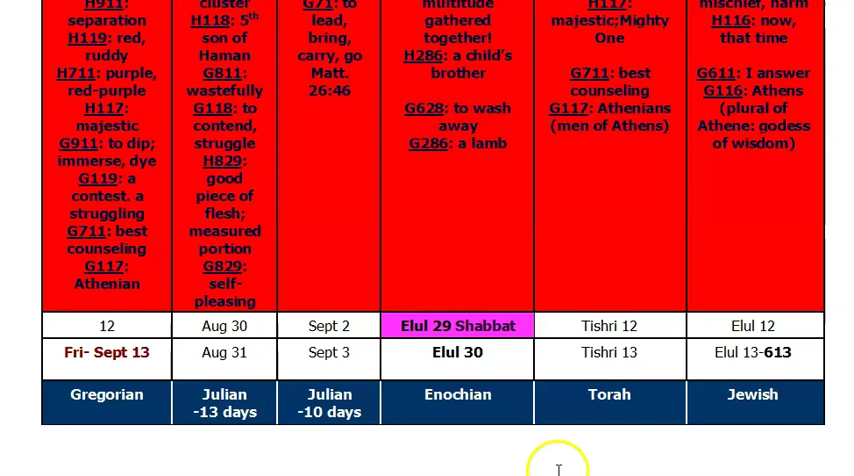 H911:
separation
H119: red,
ruddy
H711: purple,
red-purple
H117:
majestic
G911: to dip;
immerse, dye
G119: a
contest. a
struggling
G711: best
counseling
G117:
Athenian
cluster
H118: 5th
son of
Haman
G811:
wastefully
G118: to
contend,
struggle
H829:
good
piece of
flesh;
measured
portion
G829:
self-
pleasing
G71: to
lead,
bring,
carry, go
Matt.
26:46
multitude
gathered
together!
H286: a child's
brother
G628: to wash
away
G286: a lamb
H117:
majestic;Mighty
One
G711: best
counseling
G117: Athenians
(men of Athens)
mischief, harm
H116: now,
that time
G611: I answer
G116: Athens
(plural of
Athene: godess
of wisdom)
12 Aug 30 Sept 2 Elul 29 Shabbat Tishri 12 Elul 12
Fri- Sept 13 Aug 31 Sept 3 Elul 30 Tishri 13 Elul 13-613
Gregorian Julian Julian Enochian Torah Jewish
-13 days -10 days